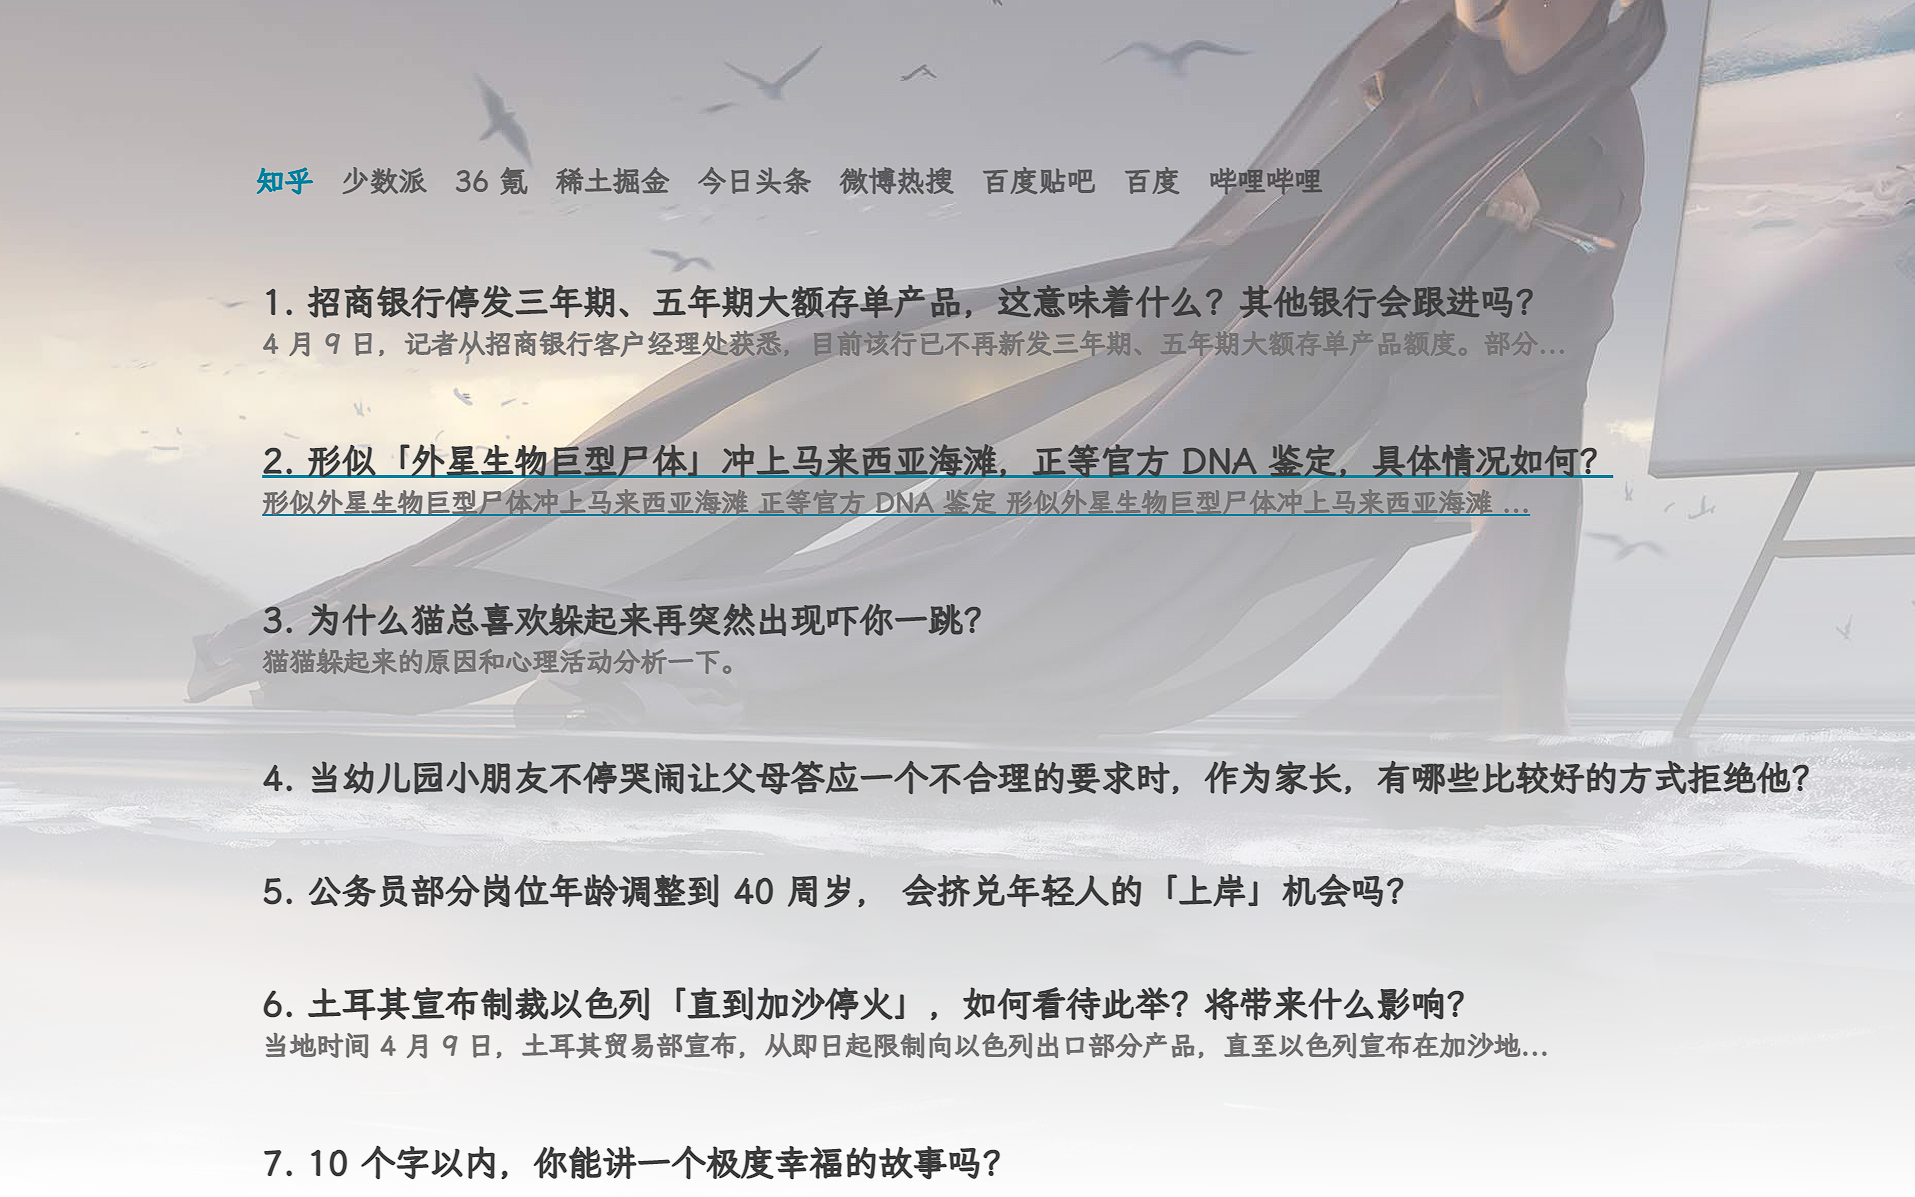 知乎 少数派 36 氪 稀土掘金 今日头条 微博热搜 百度贴吧 百度 哔哩哔哩
1. 招商银行停发三年期、五年期大额存单产品，这意味着什么？其他银行会跟进吗？
4 月 9 日，记者从招商银行客户经理处获悉，目前该行已不再新发三年期、五年期大额存单产品额度。部分...
2. 形似「外星生物巨型尸体」冲上马来西亚海滩，正等官方 DNA 鉴定，具体情况如何？
形似外星生物巨型尸体冲上马来西亚海滩 正等官方 DNA 鉴定 形似外星生物巨型尸体冲上马来西亚海滩 ...
3. 为什么猫总喜欢躲起来再突然出现吓你一跳？
猫猫躲起来的原因和心理活动分析一下。
4. 当幼儿园小朋友不停哭闹让父母答应一个不合理的要求时，作为家长，有哪些比较好的方式拒绝他？
5. 公务员部分岗位年龄调整到 40 周岁， 会挤兑年轻人的「上岸」机会吗？
6. 土耳其宣布制裁以色列「直到加沙停火」，如何看待此举？将带来什么影响？
当地时间 4 月 9 日，土耳其贸易部宣布，从即日起限制向以色列出口部分产品，直至以色列宣布在加沙地...
7. 10 个字以内，你能讲一个极度幸福的故事吗？